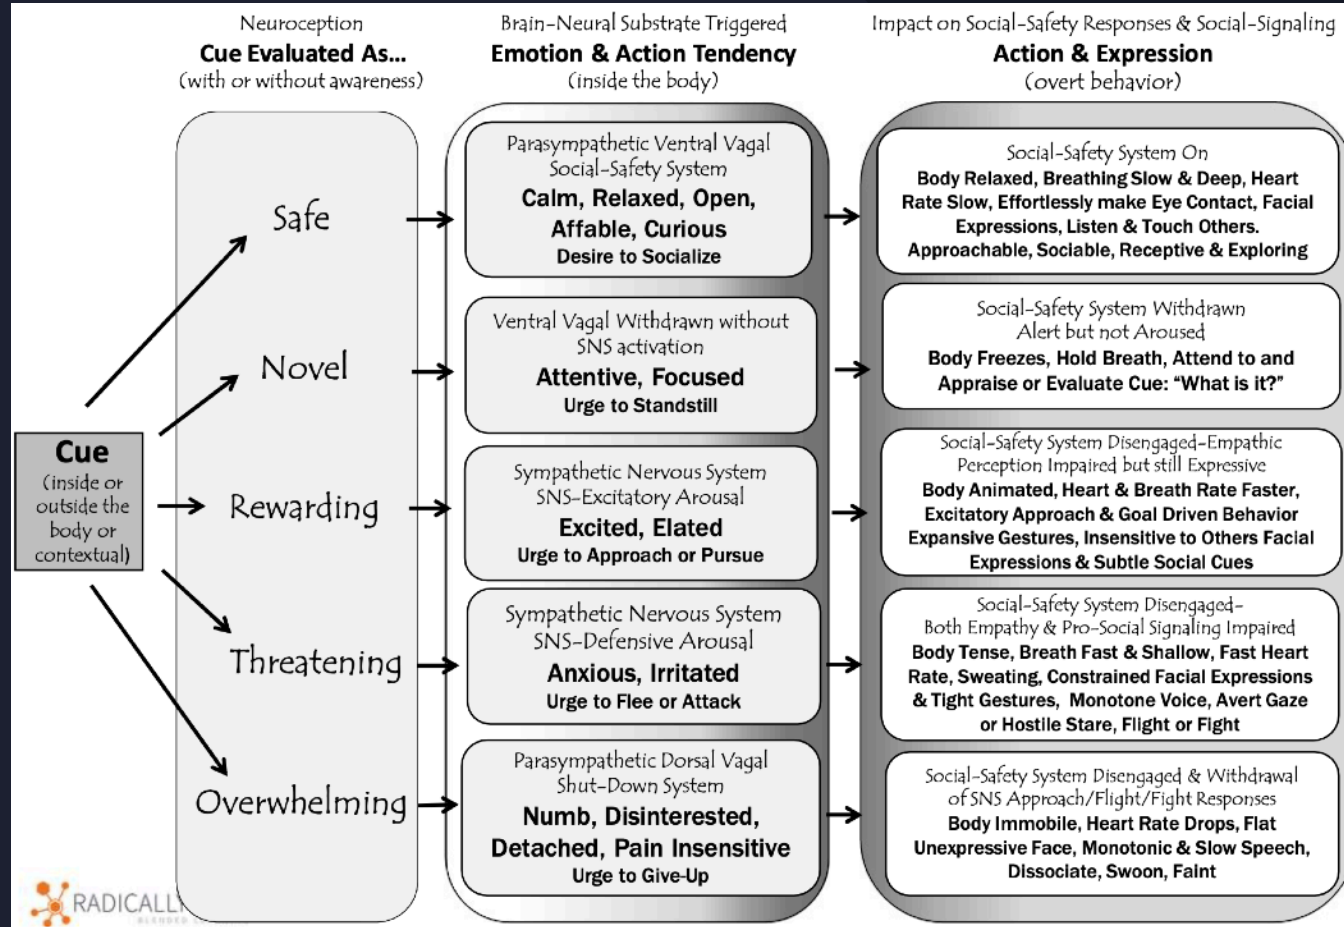 Neuroception
Cue Evaluated As...
(with or without awareness)
Brain-Neural Substrate Triggered
Emotion & Action Tendency
(inside the body)
Impact on Social-Safety Responses & Social-Signaling
Action & Expression
(overt behavior)
Cue
(inside or
outside the
body or
contextual)
Safe
Parasympathetic Ventral Vagal
Social-Safety System
Calm, Relaxed, Open,
Affable, Curious
Desire to Socialize
Social-Safety System On
Body Relaxed, Breathing Slow & Deep, Heart
Rate Slow, Effortlessly make Eye Contact, Facial
Expressions, Listen & Touch Others.
Approachable, Sociable, Receptive & Exploring
Novel
Ventral Vagal Withdrawn without
SNS activation
Attentive, Focused
Urge to Standstill
Social-Safety System Withdrawn
Alert but not Aroused
Body Freezes, Hold Breath, Attend to and
Appraise or Evaluate Cue: “What is it?”
Rewarding
Sympathetic Nervous System
SNS-Excitatory Arousal
Excited, Elated
Urge to Approach or Pursue
Social-Safety System Disengaged-Empathic
Perception Impaired but still Expressive
Body Animated, Heart & Breath Rate Faster,
Excitatory Approach & Goal Driven Behavior
Expansive Gestures, Insensitive to Others Facial
Expressions & Subtle Social Cues
Threatening
Sympathetic Nervous System
SNS-Defensive Arousal
Anxious, Irritated
Urge to Flee or Attack
Social-Safety System Disengaged-
Both Empathy & Pro-Social Signaling Impaired
Body Tense, Breath Fast & Shallow, Fast Heart
Rate, Sweating, Constrained Facial Expressions
& Tight Gestures, Monotone Voice, Avert Gaze
or Hostile Stare, Flight or Fight
Overwhelming
Parasympathetic Dorsal Vagal
Shut-Down System
Numb, Disinterested,
Detached, Pain Insensitive
Urge to Give-Up
Social-Safety System Disengaged & Withdrawal
of SNS Approach/Flight/Fight Responses
Body Immobile, Heart Rate Drops, Flat
Unexpressive Face, Monotonic & Slow Speech,
Dissociate, Swoon, Faint
RADICALLY